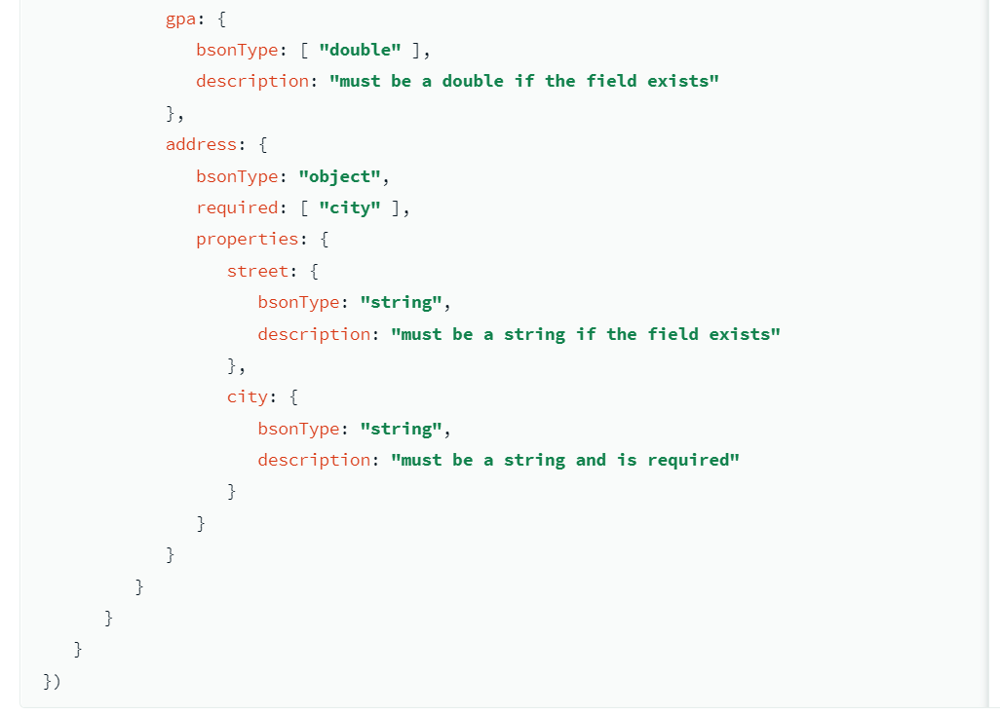 gpa: {
bsonType: [ "double" ],
description: "must be a double if the field exists"
},
address: {
bsonType: "object",
required: [ "city" ],
properties: {
street: {
bsonType: "string",
description: "must be a string if the field exists"
},
city: {
bsonType: "string",
description: "must be a string and is required"
}
}
}
}
}
}
})